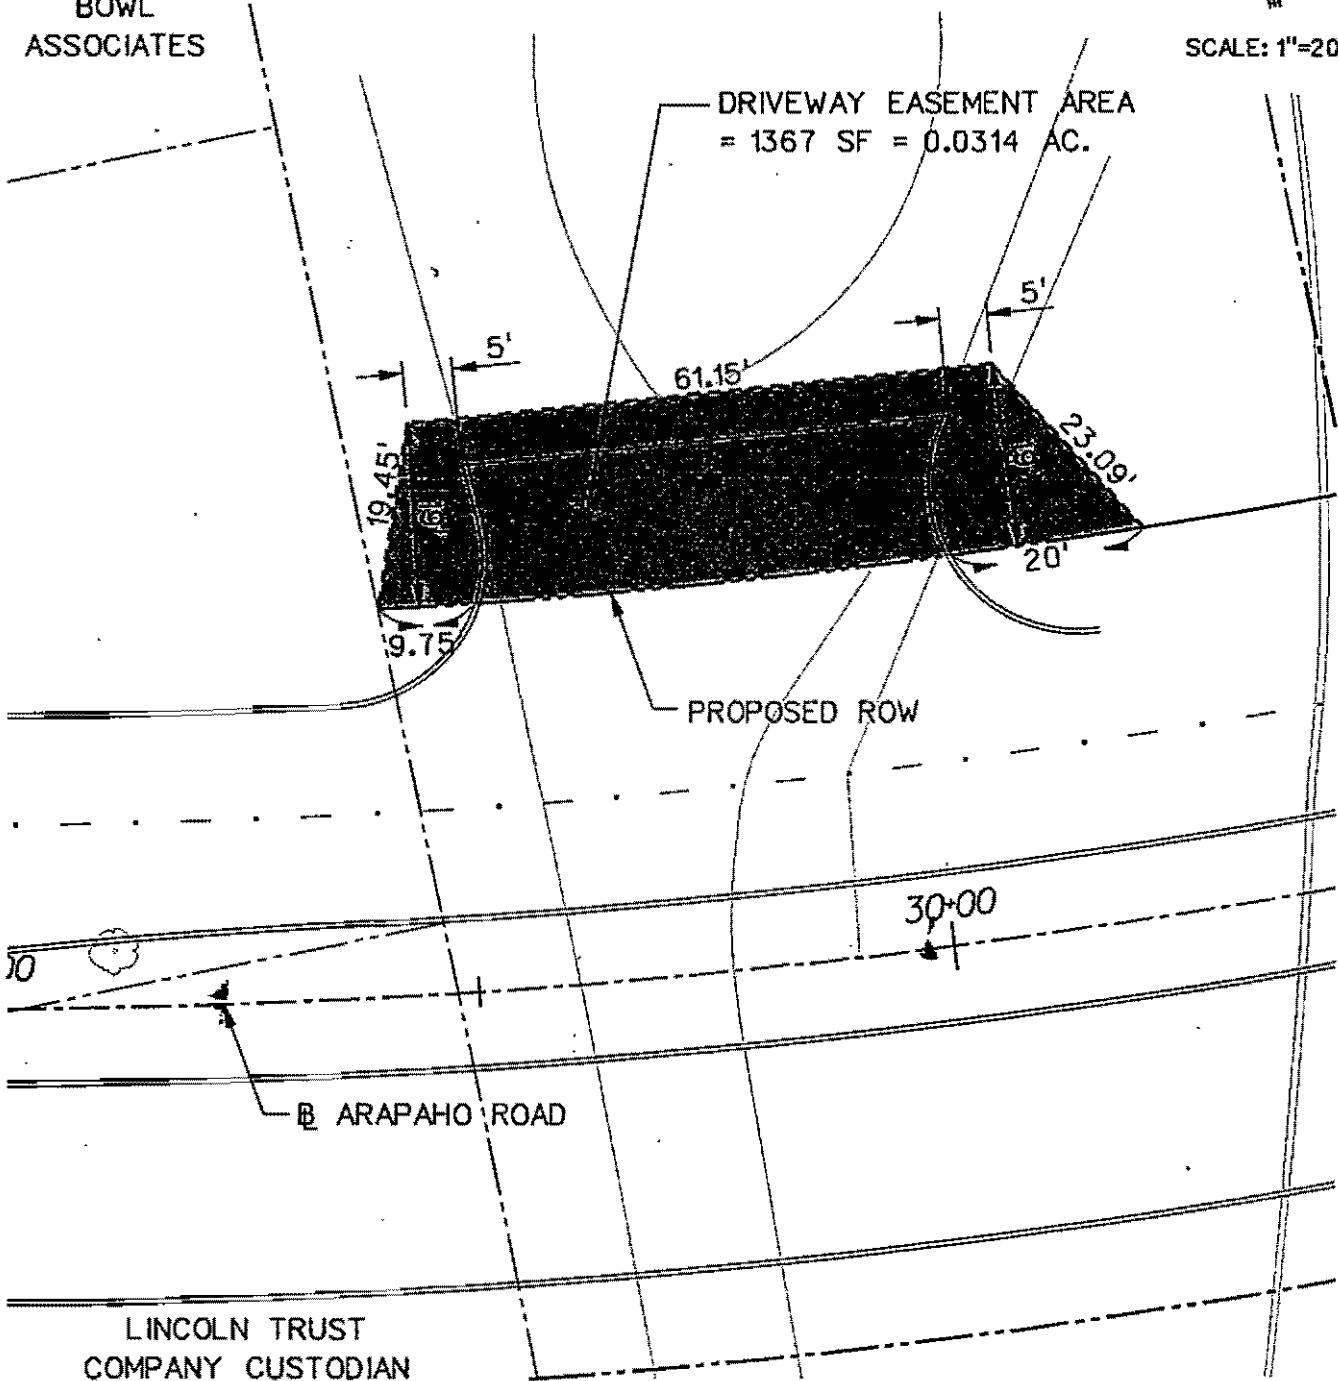 BOWL
ASSOCIATES
SCALE: 1"=20
DRIVEWAY EASEMENT AREA
= 1367 SF = 0.0314 AC.
5'
5'
61.15'
23.09'
19.45'
20'
9.75
PROPOSED ROW
30+00
00
ARAPAHO ROAD
LINCOLN TRUST
COMPANY CUSTODIAN